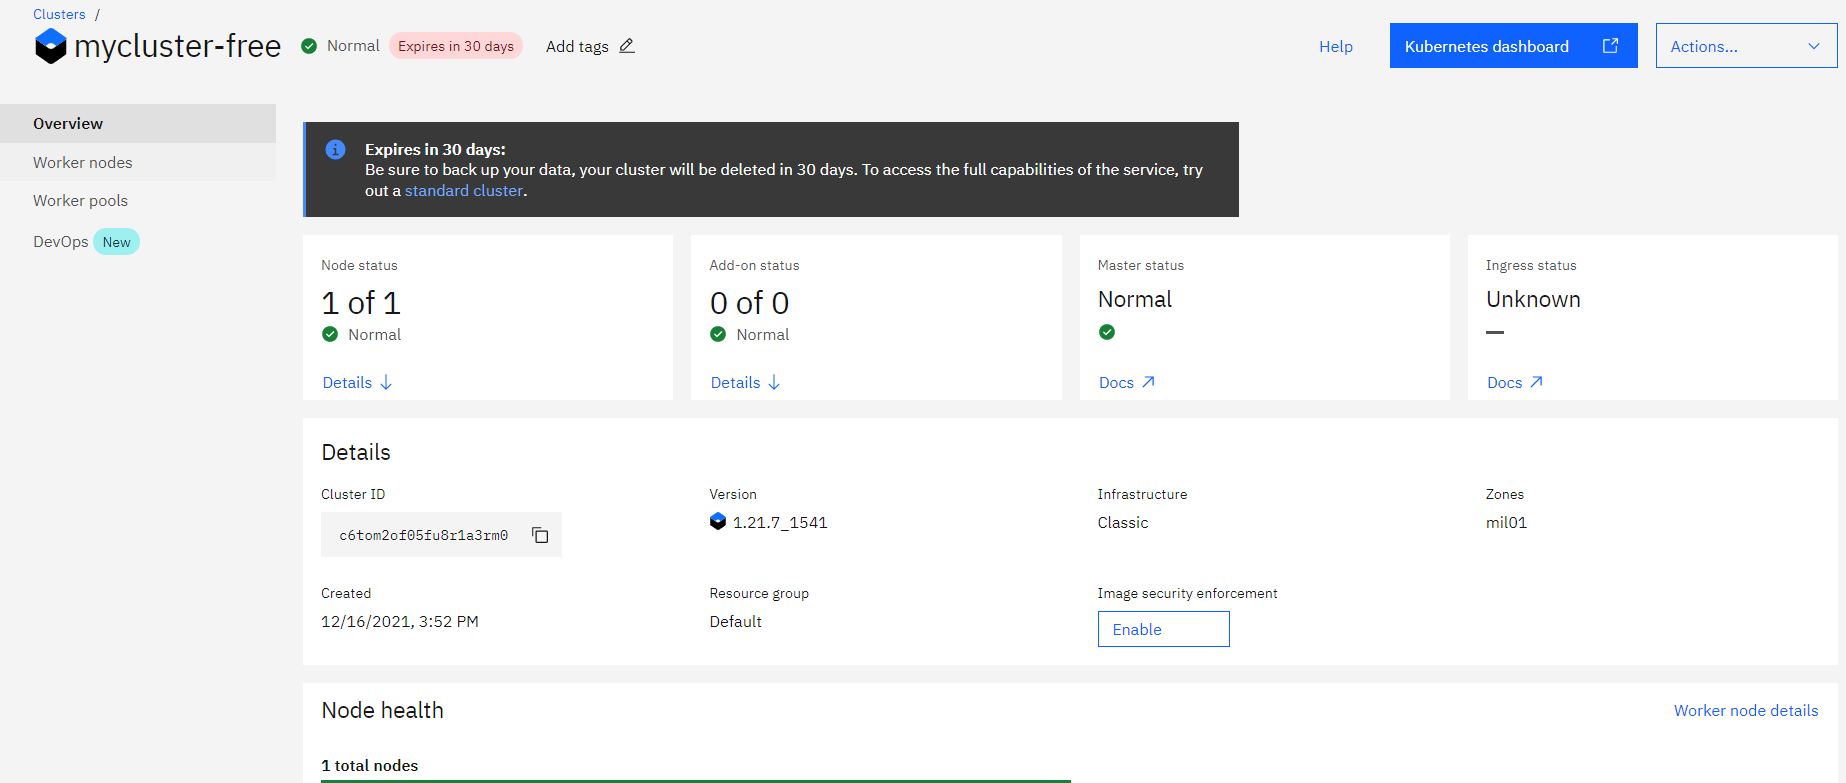 Clusters /
mycluster-free Normal Expires in 30 days Add tags Help Kubernetes dashboard Actions...
Overview
Worker nodes
Worker pools
DevOps New
Expires in 30 days:
Be sure to back up your data, your cluster will be deleted in 30 days. To access the full capabilities of the service, try
out a standard cluster.
Node status
1 of 1
Normal
Details
Add-on status
0 of 0
Normal
Details
Master status
Normal
Docs
Ingress status
Unknown
–
Docs
Details
Cluster ID
c6tom2of05fu8r1a3rm0
Version
1.21.7_1541
Infrastructure
Classic
Zones
mil01
Created
12/16/2021, 3:52 PM
Resource group
Default
Image security enforcement
Enable
Node health
Worker node details
1 total nodes